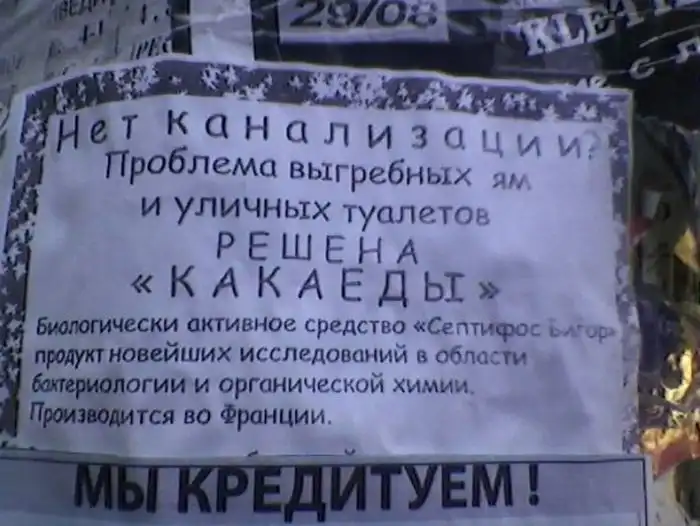 29/08
Нет канализации?
Проблема выгребных ям
и уличных туалетов
РЕШЕНА
«КАКАЕДЫ»
Биологически активное средство «Септифос Вигор»
продукт новейших исследований в области
бактериологии и органической химии.
Производится во Франции.
МЫ КРЕДИТУЕМ!